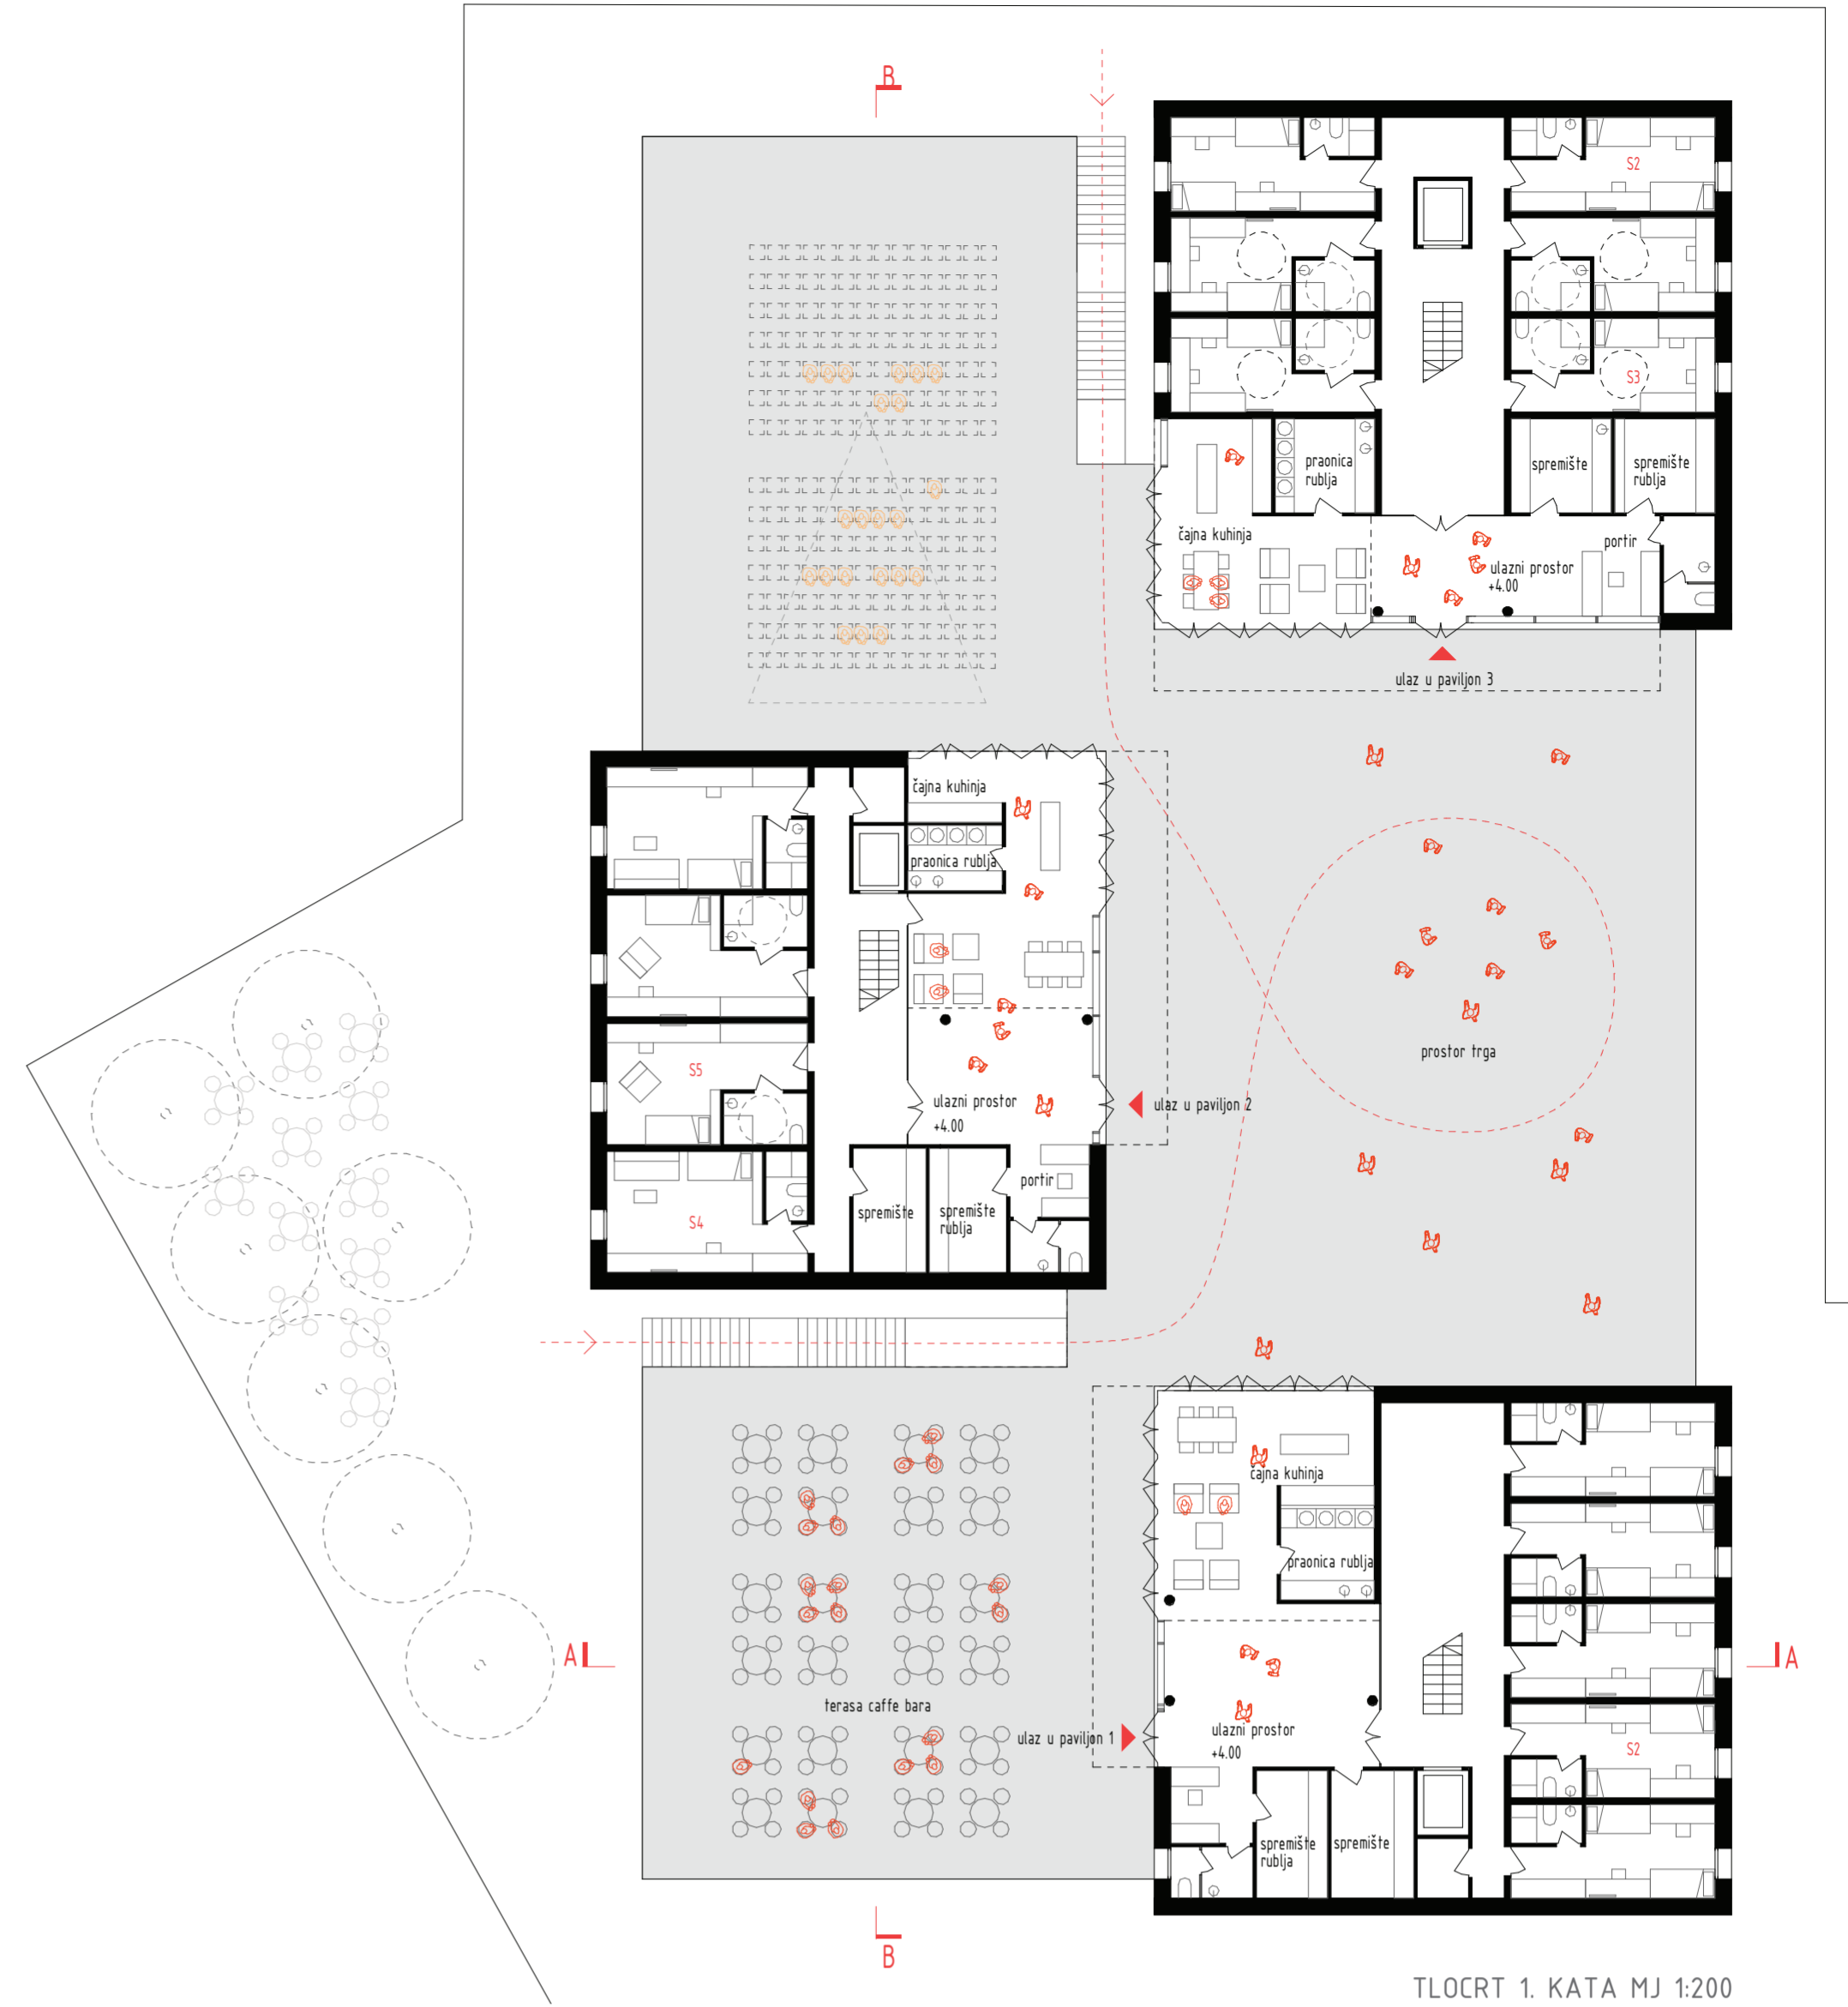 B
S2
S3
praonica
rublja
spremište
spremište
rublja
čajna kuhinja
portir
ulazni prostor
+4.00
ulaz u paviljon 3
čajna kuhinja
praonica rublja
S5
prostor trga
ulazni prostor
+4.00
ulaz u paviljon 2
portir
S4
spremište
spremište
rublja
čajna kuhinja
praonica rublja
A
A
terasa caffe bara
ulaz u paviljon 1
ulazni prostor
+4.00
S2
spremište
rublja
spremište
B
TLOCRT 1. KATA MJ 1:200